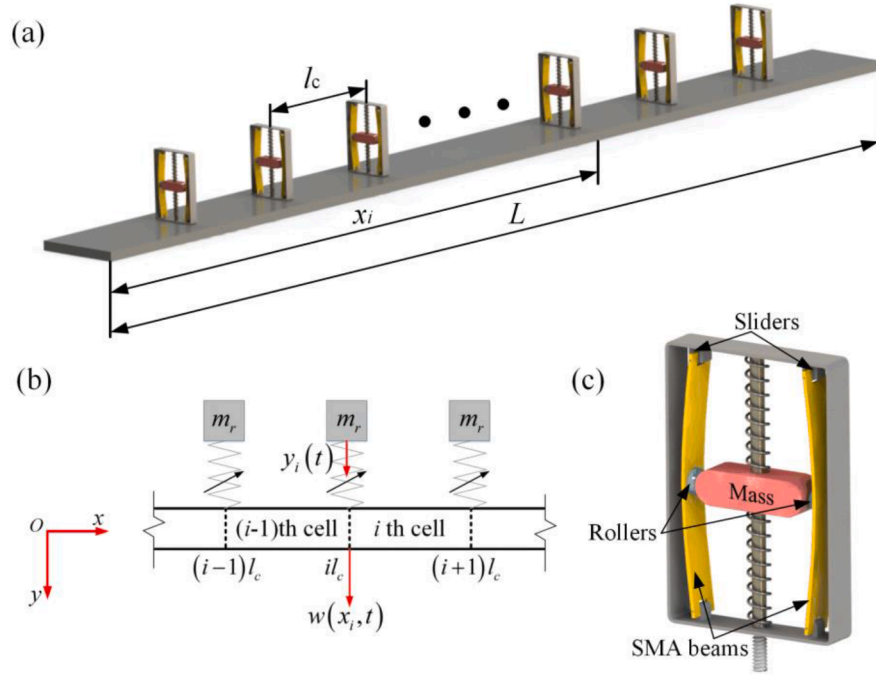 (a)
l_c
x_i
L
(b)
m_r m_r m_r
y_i(t)
O x
(i-1)th cell i th cell
(i−1)l_c il_c (i+1)l_c
y
w(x_i,t)
(c)
Sliders
Mass
Rollers
SMA beams